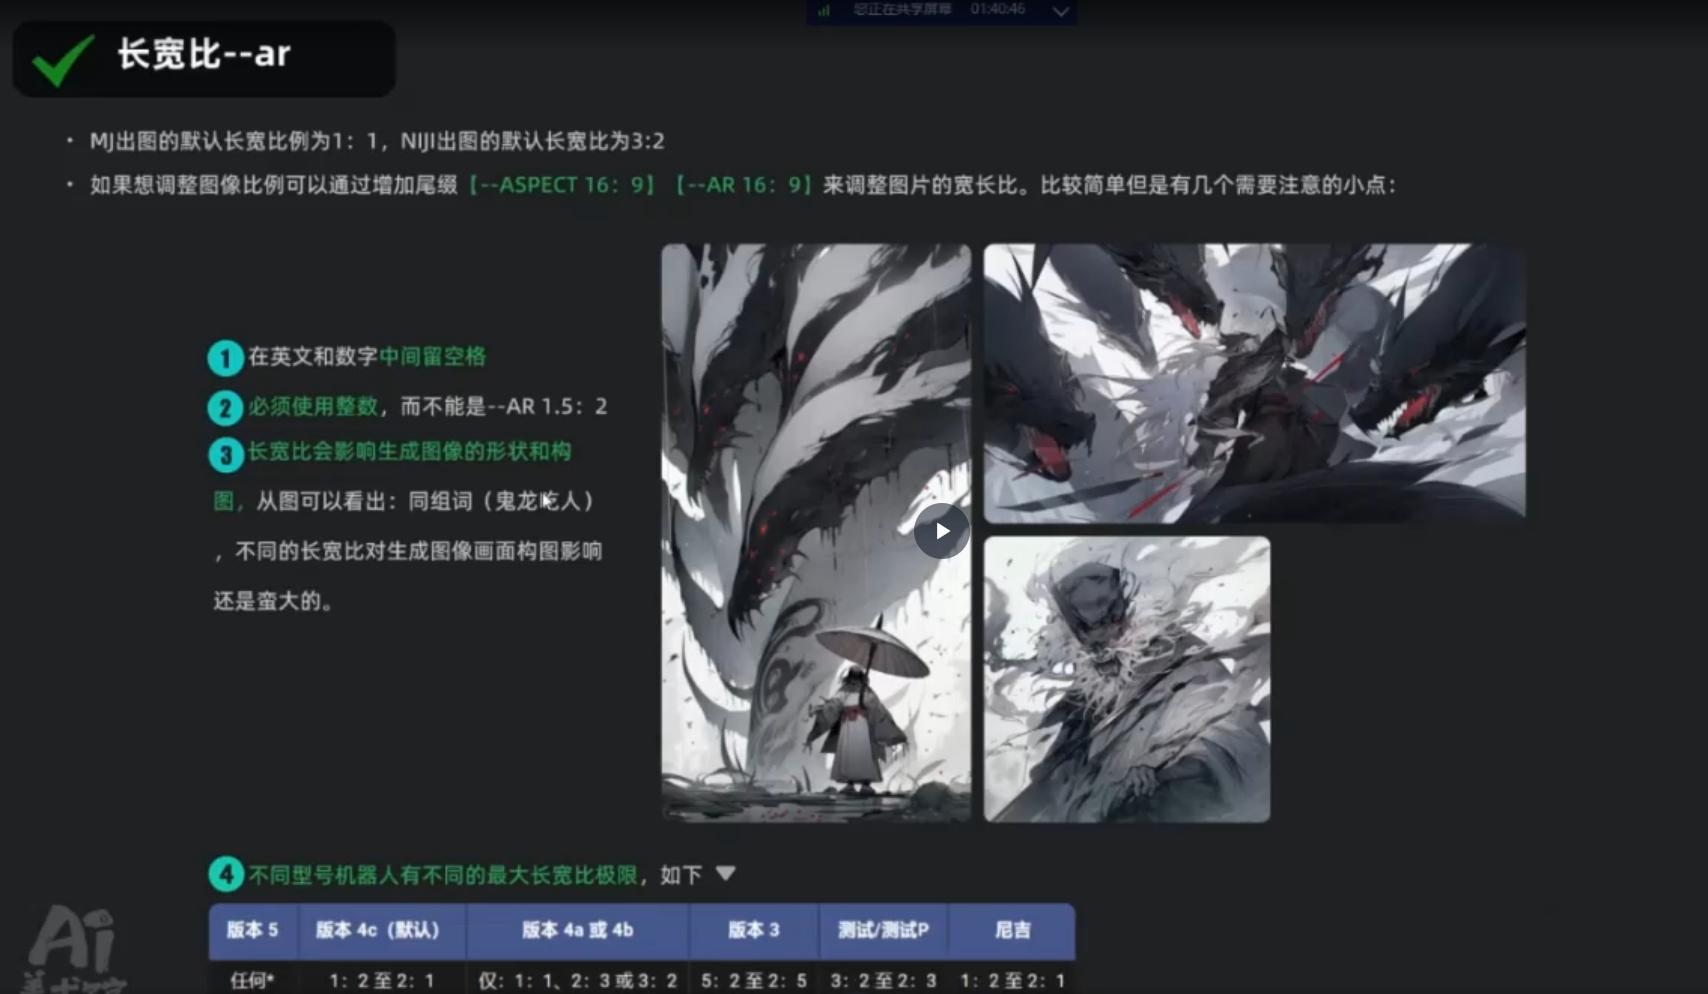 您正在共享屏幕 01:40:46
长宽比--ar
• MJ出图的默认长宽比例为1：1，NIJI出图的默认长宽比为3:2
• 如果想调整图像比例可以通过增加尾缀【--ASPECT 16：9】【--AR 16：9】来调整图片的宽长比。比较简单但是有几个需要注意的小点：
1 在英文和数字中间留空格
2 必须使用整数，而不能是--AR 1.5：2
3 长宽比会影响生成图像的形状和构
图，从图可以看出：同组词（鬼龙吃人）
，不同的长宽比对生成图像画面构图影响
还是蛮大的。
4 不同型号机器人有不同的最大长宽比极限，如下
版本 5 版本 4c（默认） 版本 4a 或 4b 版本 3 测试/测试P 尼吉
任何* 1：2 至 2：1 仅：1：1、2：3 或 3：2 5：2 至 2：5 3：2 至 2：3 1：2 至 2：1
Ai